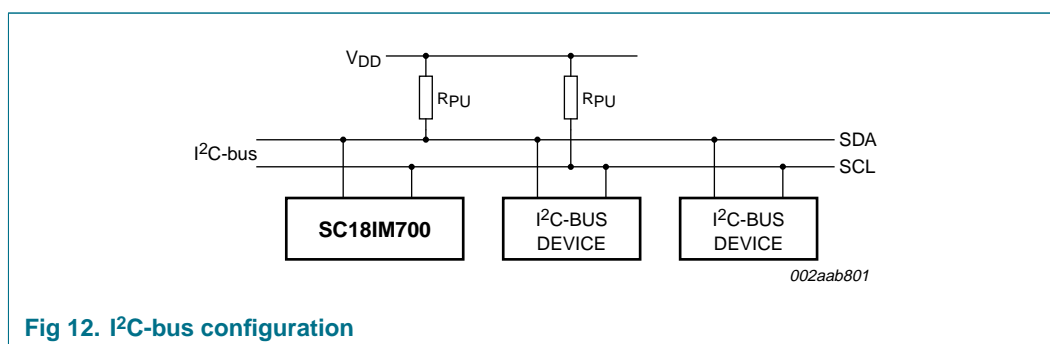 VDD
RPU
RPU
I2C-bus
SDA
SCL
SC18IM700
I2C-BUS
DEVICE
I2C-BUS
DEVICE
002aab801
Fig 12. I2C-bus configuration